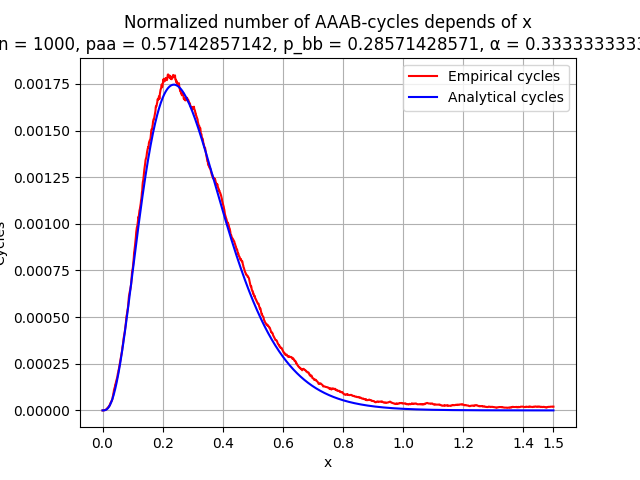 Normalized number of AAAB-cycles depends of x
n = 1000, paa = 0.57142857142, p_bb = 0.28571428571, α = 0.3333333333
Empirical cycles
Analytical cycles
0.00175
0.00150
0.00125
0.00100
0.00075
0.00050
0.00025
0.00000
Cycles
0.0 0.2 0.4 0.6 0.8 1.0 1.2 1.4 1.5
x